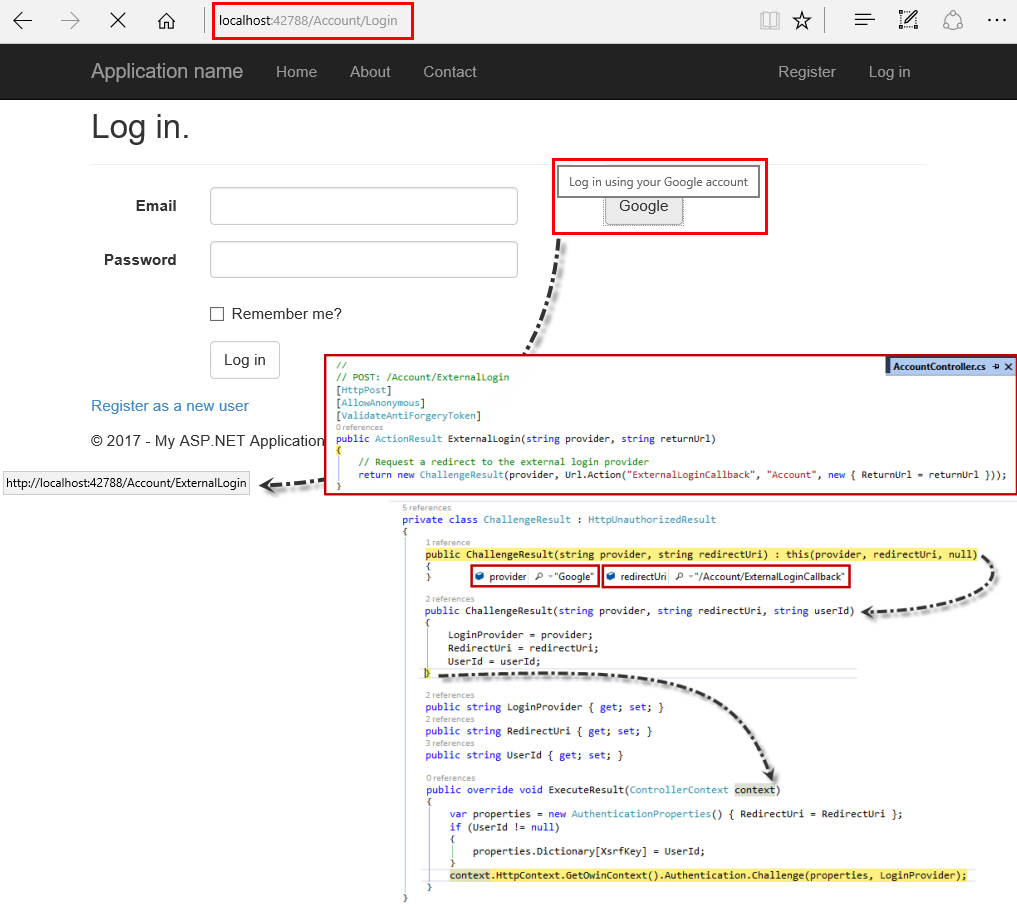 localhost:42788/Account/Login
Application name Home About Contact Register Log in
Log in.
Log in using your Google account
Email
Google
Password
Remember me?
Log in
Register as a new user
© 2017 - My ASP.NET Application
http://localhost:42788/Account/ExternalLogin
AccountController.cs
//
// POST: /Account/ExternalLogin
[HttpPost]
[AllowAnonymous]
[ValidateAntiForgeryToken]
0 references
public ActionResult ExternalLogin(string provider, string returnUrl)
{
// Request a redirect to the external login provider
return new ChallengeResult(provider, Url.Action("ExternalLoginCallback", "Account", new { ReturnUrl = returnUrl }));
}
5 references
private class ChallengeResult : HttpUnauthorizedResult
{
1 reference
public ChallengeResult(string provider, string redirectUri) : this(provider, redirectUri, null)
{
}
provider "Google" redirectUri "/Account/ExternalLoginCallback"
2 references
public ChallengeResult(string provider, string redirectUri, string userId)
{
LoginProvider = provider;
RedirectUri = redirectUri;
UserId = userId;
}
2 references
public string LoginProvider { get; set; }
2 references
public string RedirectUri { get; set; }
3 references
public string UserId { get; set; }
0 references
public override void ExecuteResult(ControllerContext context)
{
var properties = new AuthenticationProperties() { RedirectUri = RedirectUri };
if (UserId != null)
{
properties.Dictionary[XsrfKey] = UserId;
}
context.HttpContext.GetOwinContext().Authentication.Challenge(properties, LoginProvider);
}
}